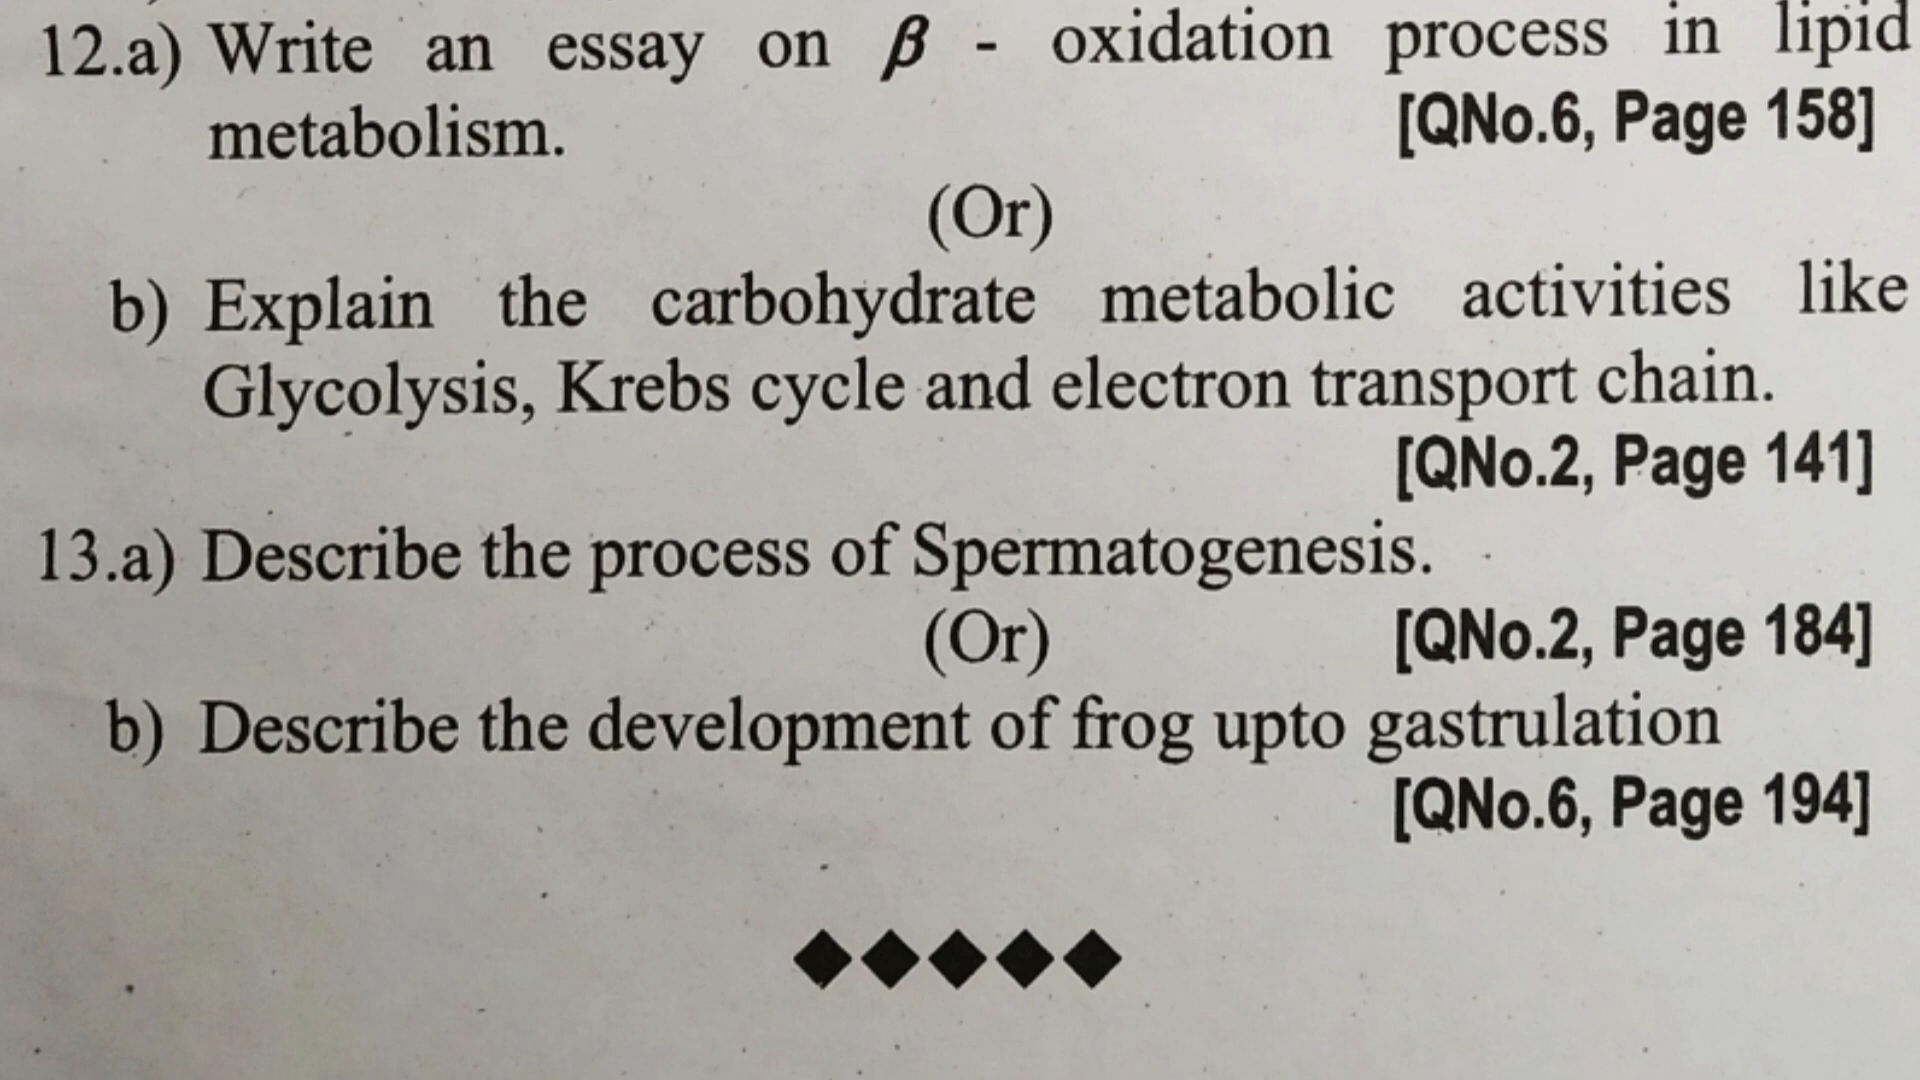 12.a) Write an essay on β - oxidation process in lipid
metabolism. [QNo.6, Page 158]
(Or)
b) Explain the carbohydrate metabolic activities like
Glycolysis, Krebs cycle and electron transport chain.
[QNo.2, Page 141]
13.a) Describe the process of Spermatogenesis.
(Or) [QNo.2, Page 184]
b) Describe the development of frog upto gastrulation
[QNo.6, Page 194]